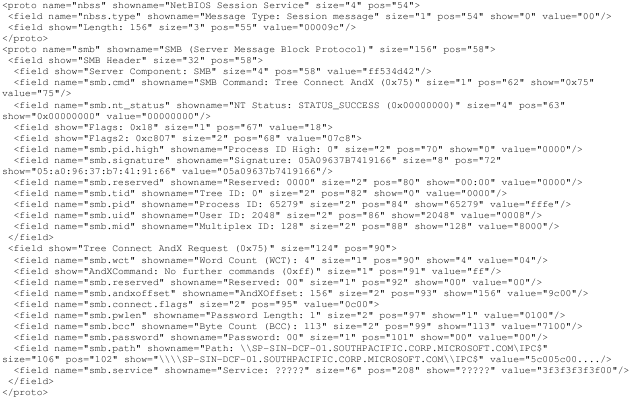 <proto name="nbss" showname="NetBIOS Session Service" size="4" pos="54">
<field name="nbss.type" showname="Message Type: Session message" size="1" pos="54" show="0" value="00"/>
<field show="Length: 156" size="3" pos="55" value="00009c"/>
</proto>
<proto name="smb" showname="SMB (Server Message Block Protocol)" size="156" pos="58">
<field show="SMB Header" size="32" pos="58">
<field show="Server Component: SMB" size="4" pos="58" value="ff534d42"/>
<field name="smb.cmd" showname="SMB Command: Tree Connect AndX (0x75)" size="1" pos="62" show="0x75"
value="75"/>
<field name="smb.nt_status" showname="NT Status: STATUS_SUCCESS (0x00000000)" size="4" pos="63"
show="0x00000000" value="00000000"/>
<field show="Flags: 0x18" size="1" pos="67" value="18">
<field show="Flags2: 0xc807" size="2" pos="68" value="07c8">
<field name="smb.pid.high" showname="Process ID High: 0" size="2" pos="70" show="0" value="0000"/>
<field name="smb.signature" showname="Signature: 05A09637B7419166" size="8" pos="72"
show="05:a0:96:37:b7:41:91:66" value="05a09637b7419166"/>
<field name="smb.reserved" showname="Reserved: 0000" size="2" pos="80" show="00:00" value="0000"/>
<field name="smb.tid" showname="Tree ID: 0" size="2" pos="82" show="0" value="0000"/>
<field name="smb.pid" showname="Process ID: 65279" size="2" pos="84" show="65279" value="fffe"/>
<field name="smb.uid" showname="User ID: 2048" size="2" pos="86" show="2048" value="0008"/>
<field name="smb.mid" showname="Multiplex ID: 128" size="2" pos="88" show="128" value="8000"/>
</field>
<field show="Tree Connect AndX Request (0x75)" size="124" pos="90">
<field name="smb.wct" showname="Word Count (WCT): 4" size="1" pos="90" show="4" value="04"/>
<field show="AndXCommand: No further commands (0xff)" size="1" pos="91" value="ff"/>
<field name="smb.reserved" showname="Reserved: 00" size="1" pos="92" show="00" value="00"/>
<field name="smb.andxoffset" showname="AndXOffset: 156" size="2" pos="93" show="156" value="9c00"/>
<field name="smb.connect.flags" size="2" pos="95" value="0c00">
<field name="smb.pwlen" showname="Password Length: 1" size="2" pos="97" show="1" value="0100"/>
<field name="smb.bcc" showname="Byte Count (BCC): 113" size="2" pos="99" show="113" value="7100"/>
<field name="smb.password" showname="Password: 00" size="1" pos="101" show="00" value="00"/>
<field name="smb.path" showname="Path: \\SP-SIN-DCF-01.SOUTHPACIFIC.CORP.MICROSOFT.COM\IPC$"
size="106" pos="102" show="\\\\SP-SIN-DCF-01.SOUTHPACIFIC.CORP.MICROSOFT.COM\\IPC$" value="5c005c00..../>
<field name="smb.service" showname="Service: ?????" size="6" pos="208" show="?????" value="3f3f3f3f3f00"/>
</field>
</proto>